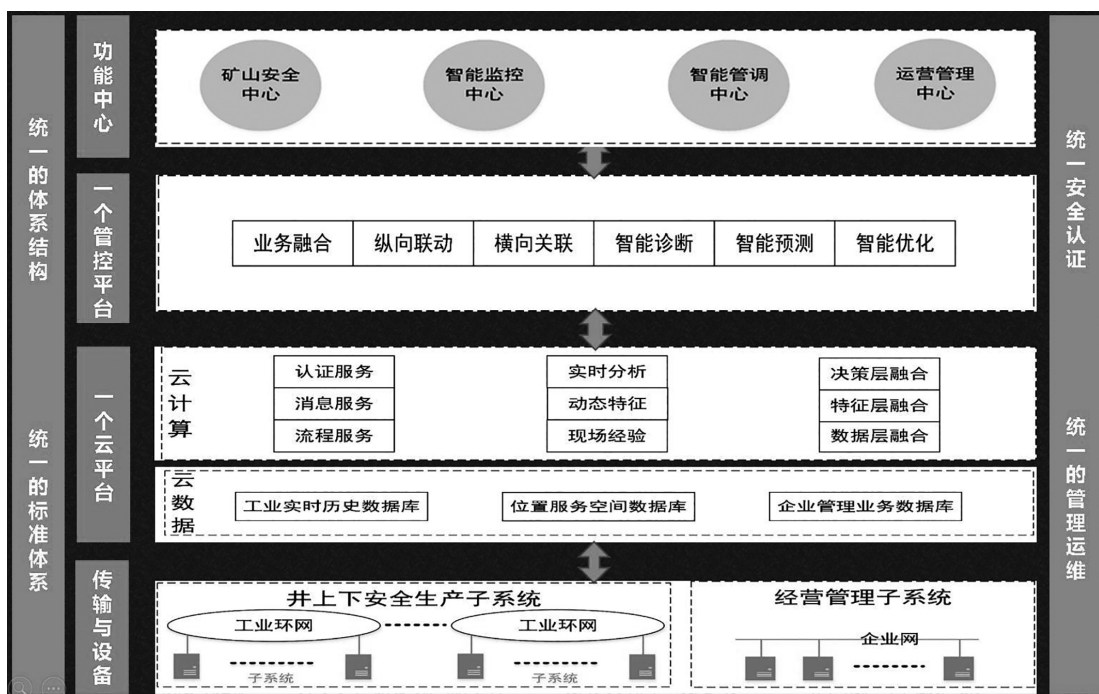 统一的体系结构
统一的标准体系
功能中心
矿山安全
中心
智能监控
中心
智能管调
中心
运营管理
中心
一个管控平台
业务融合
纵向联动
横向关联
智能诊断
智能预测
智能优化
一个云平台
云计算
认证服务
消息服务
流程服务
实时分析
动态特征
现场经验
决策层融合
特征层融合
数据层融合
云数据
工业实时历史数据库
位置服务空间数据库
企业管理业务数据库
传输与设备
井上下安全生产子系统
工业环网
工业环网
子系统
子系统
经营管理子系统
企业网
统一安全认证
统一的管理运维